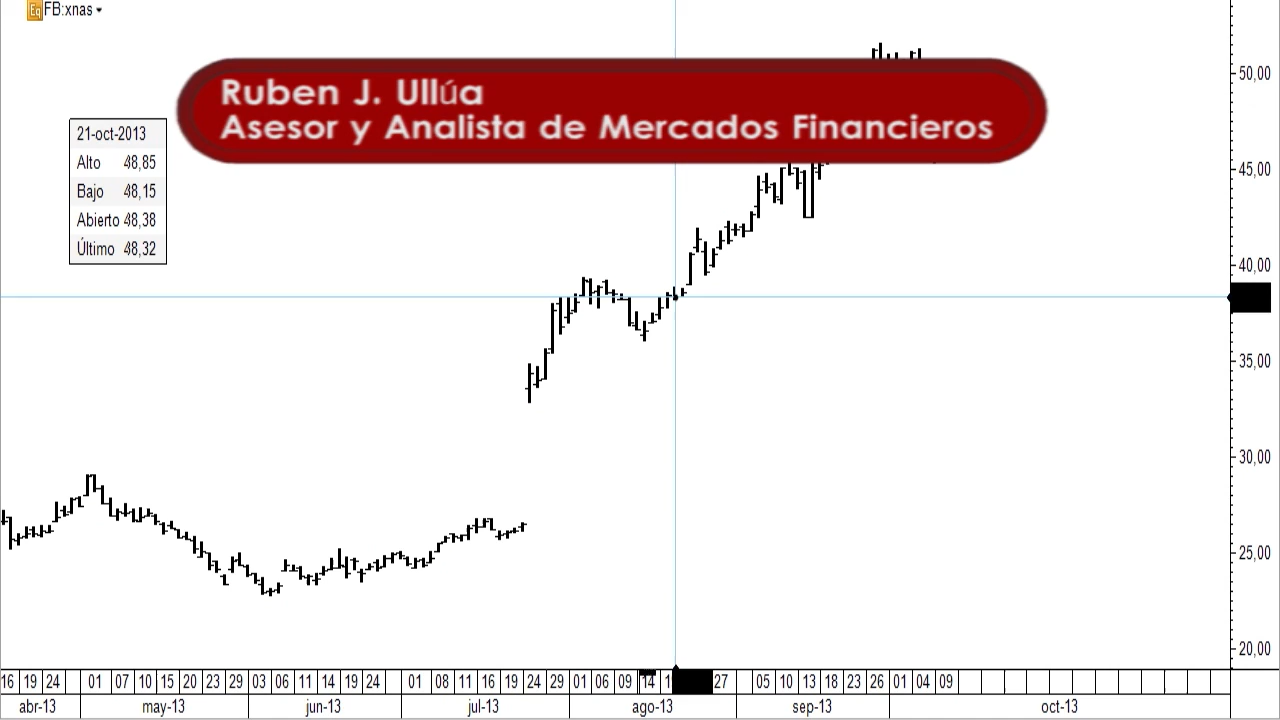 Eq FB:xnas
Ruben J. Ullúa
Asesor y Analista de Mercados Financieros
21-oct-2013
Alto 48,85
Bajo 48,15
Abierto 48,38
Último 48,32
50,00
45,00
40,00
35,00
30,00
25,00
20,00
16 19 24 01 07 10 15 20 23 29 03 06 11 14 19 24 01 08 11 16 19 24 29 01 06 09 14 27 05 10 13 18 23 26 01 04 09
abr-13 may-13 jun-13 jul-13 ago-13 sep-13 oct-13